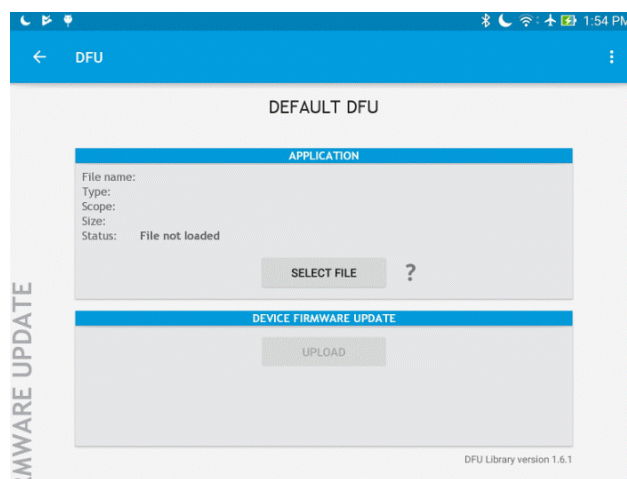 1:54 PM
DFU
DEFAULT DFU
APPLICATION
File name:
Type:
Scope:
Size:
Status: File not loaded
SELECT FILE ?
DEVICE FIRMWARE UPDATE
UPLOAD
DFU Library version 1.6.1
RMWARE UPDATE